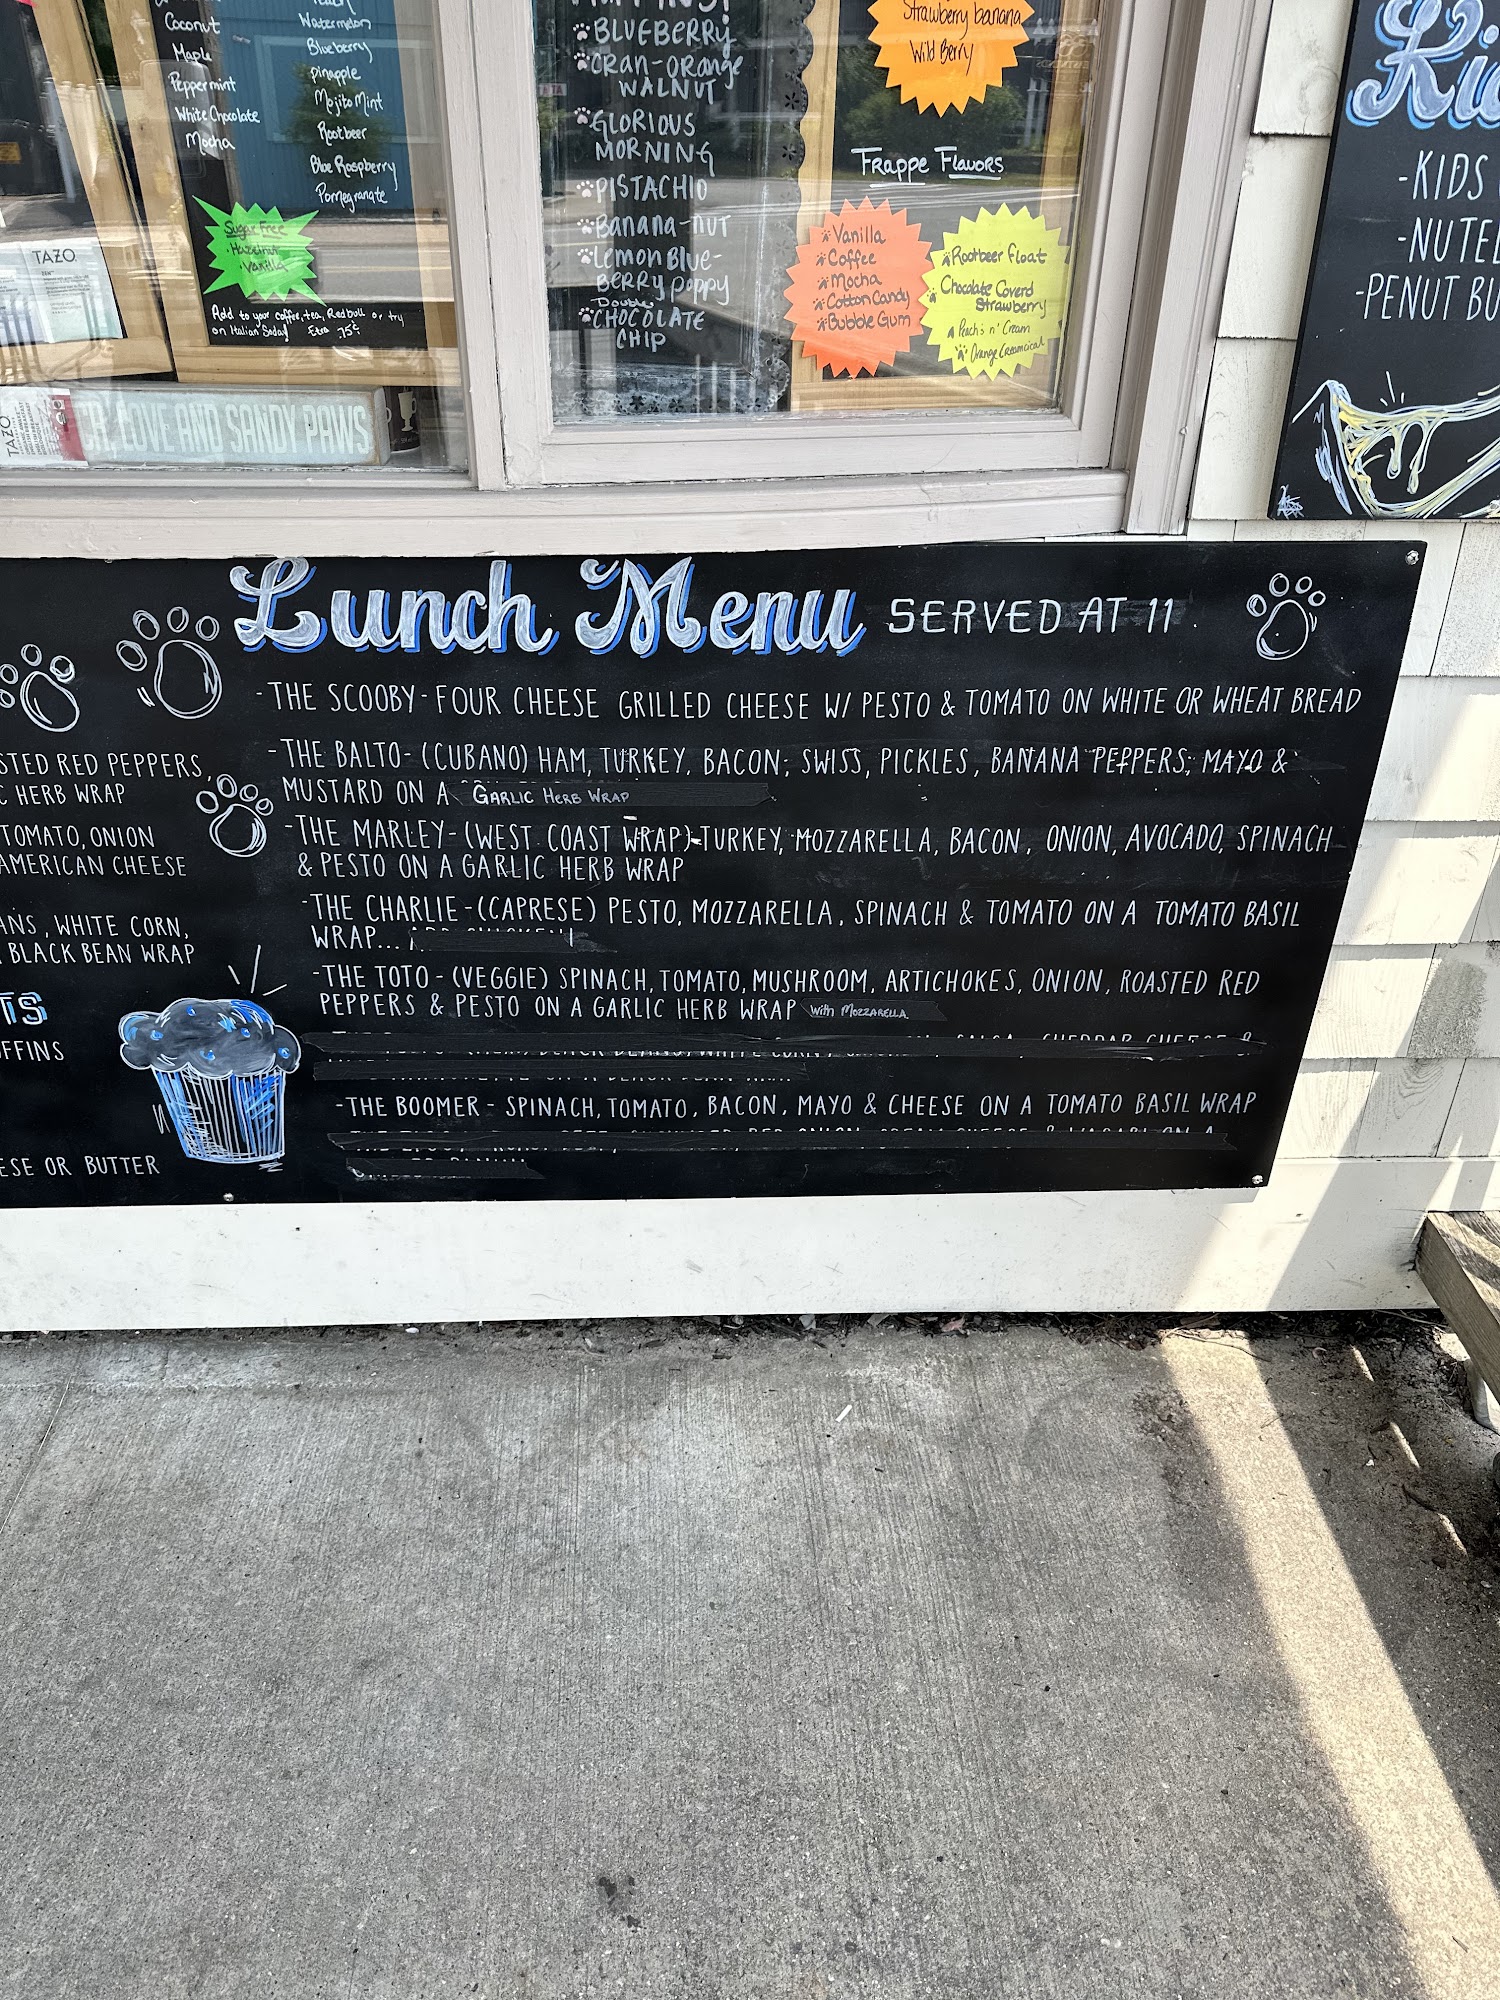 Coconut
Maple
Peppermint
White Chocolate
Mocha
Watermelon
Blueberry
pinapple
Mojito Mint
Rootbeer
Blue Raspberry
Pomegranate
Sugar Free
Hazelnut
Vanilla
Add to your coffee, tea, Redbull or try
on Italian Soda! Extra .75¢
TAZO
TAZO
LOVE AND SANDY PAWS
BLUEBERRY
CRAN-ORANGE
WALNUT
GLORIOUS
MORNING
PISTACHIO
BANANA-NUT
LEMON BLUE-
BERRY POPPY
Double
CHOCOLATE
CHIP
Strawberry banana
Wild Berry
FRAPPE FLAVORS
Vanilla
Coffee
Mocha
Cotton Candy
Bubble Gum
Rootbeer float
Chocolate Coverd
Strawberry
Peach's n' Cream
Orange Creamcical
-KIDS
-NUTEL
-PENUT BU
Lunch Menu SERVED AT 11
-THE SCOOBY-FOUR CHEESE GRILLED CHEESE W/ PESTO & TOMATO ON WHITE OR WHEAT BREAD
-THE BALTO-(CUBANO) HAM, TURKEY, BACON, SWISS, PICKLES, BANANA PEPPERS, MAYO &
MUSTARD ON A GARLIC HERB WRAP
-THE MARLEY-(WEST COAST WRAP)-TURKEY, MOZZARELLA, BACON, ONION, AVOCADO, SPINACH
& PESTO ON A GARLIC HERB WRAP
-THE CHARLIE-(CAPRESE) PESTO, MOZZARELLA, SPINACH & TOMATO ON A TOMATO BASIL
WRAP...
-THE TOTO-(VEGGIE) SPINACH, TOMATO, MUSHROOM, ARTICHOKES, ONION, ROASTED RED
PEPPERS & PESTO ON A GARLIC HERB WRAP WITH MOZZARELLA
-THE BOOMER- SPINACH, TOMATO, BACON, MAYO & CHEESE ON A TOMATO BASIL WRAP
STED RED PEPPERS,
C HERB WRAP
TOMATO, ONION
AMERICAN CHEESE
ANS, WHITE CORN,
BLACK BEAN WRAP
TS
FFINS
ESE OR BUTTER